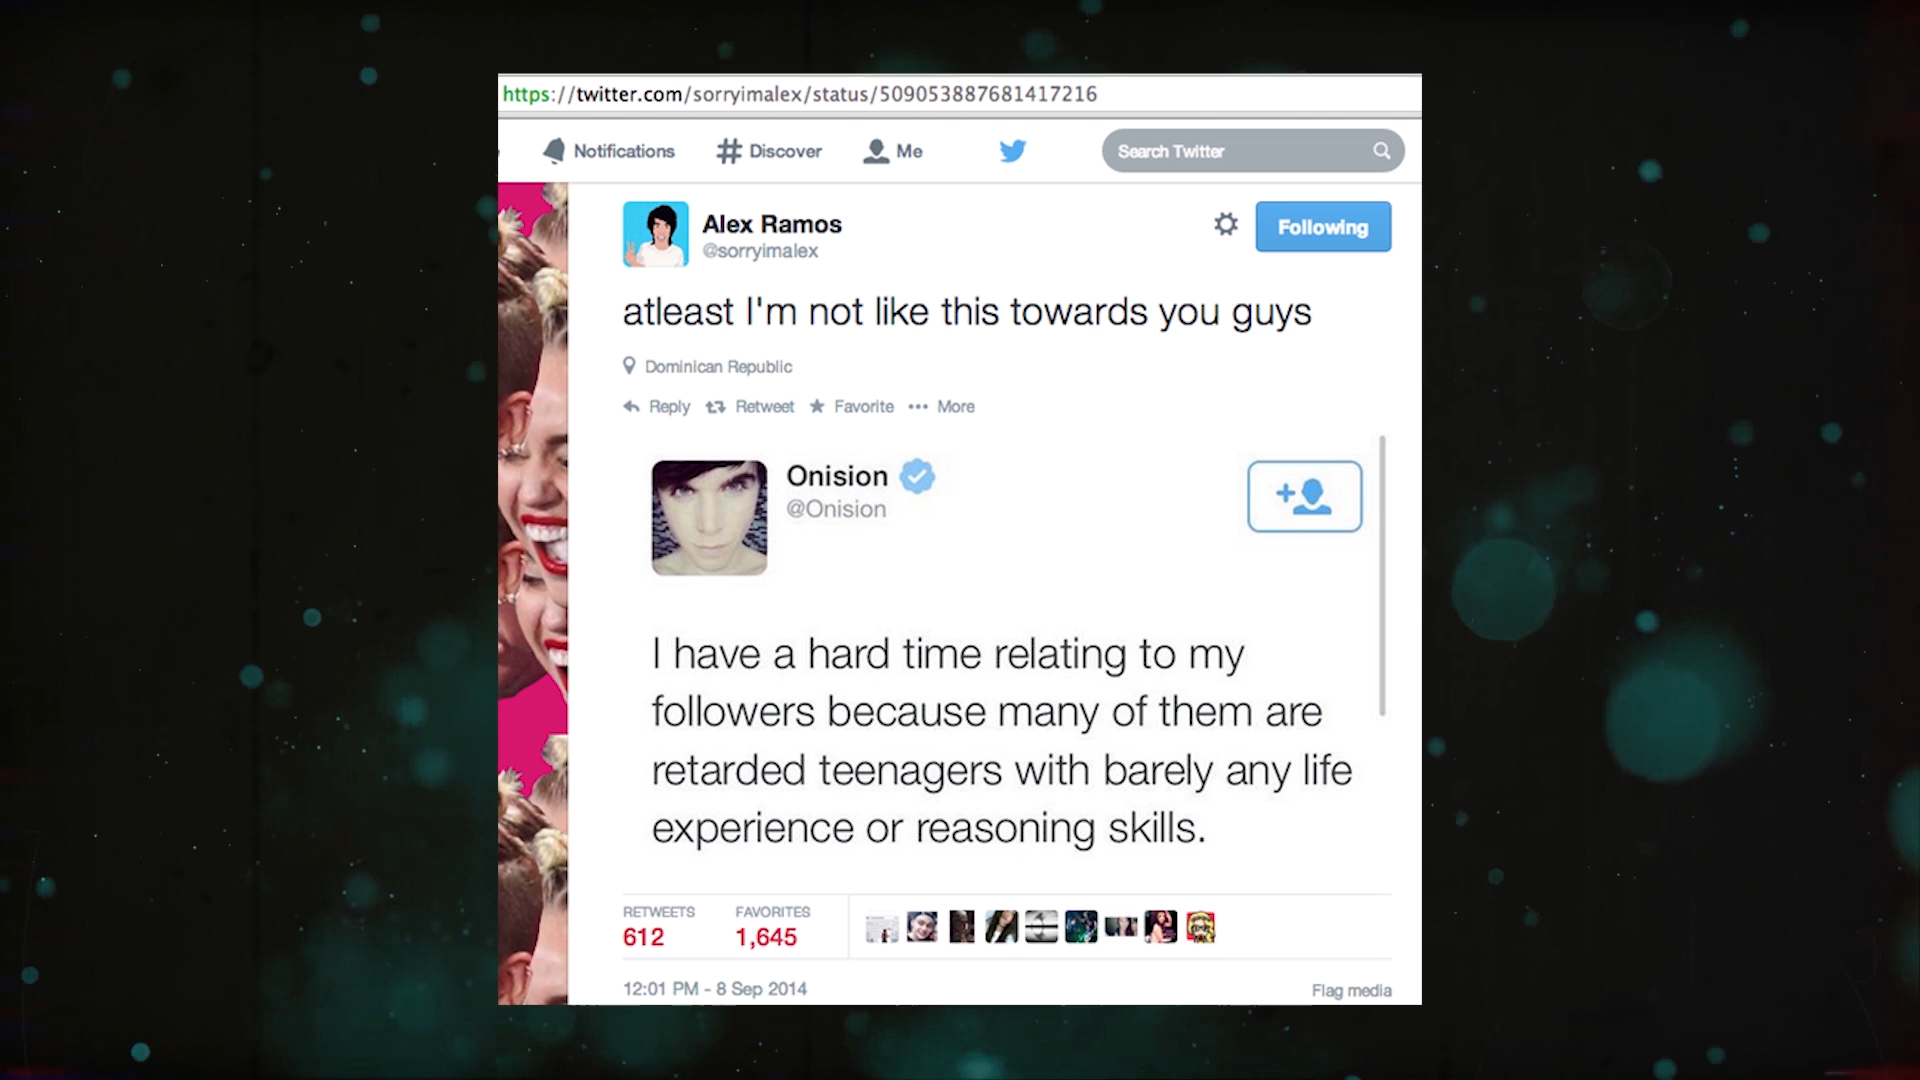 https://twitter.com/sorryimalex/status/509053887681417216
Notifications Discover Me Search Twitter
Alex Ramos
@sorryimalex
Following
atleast I'm not like this towards you guys
Dominican Republic
Reply Retweet Favorite More
Onision
@Onision
I have a hard time relating to my
followers because many of them are
retarded teenagers with barely any life
experience or reasoning skills.
RETWEETS FAVORITES
612 1,645
12:01 PM - 8 Sep 2014 Flag media